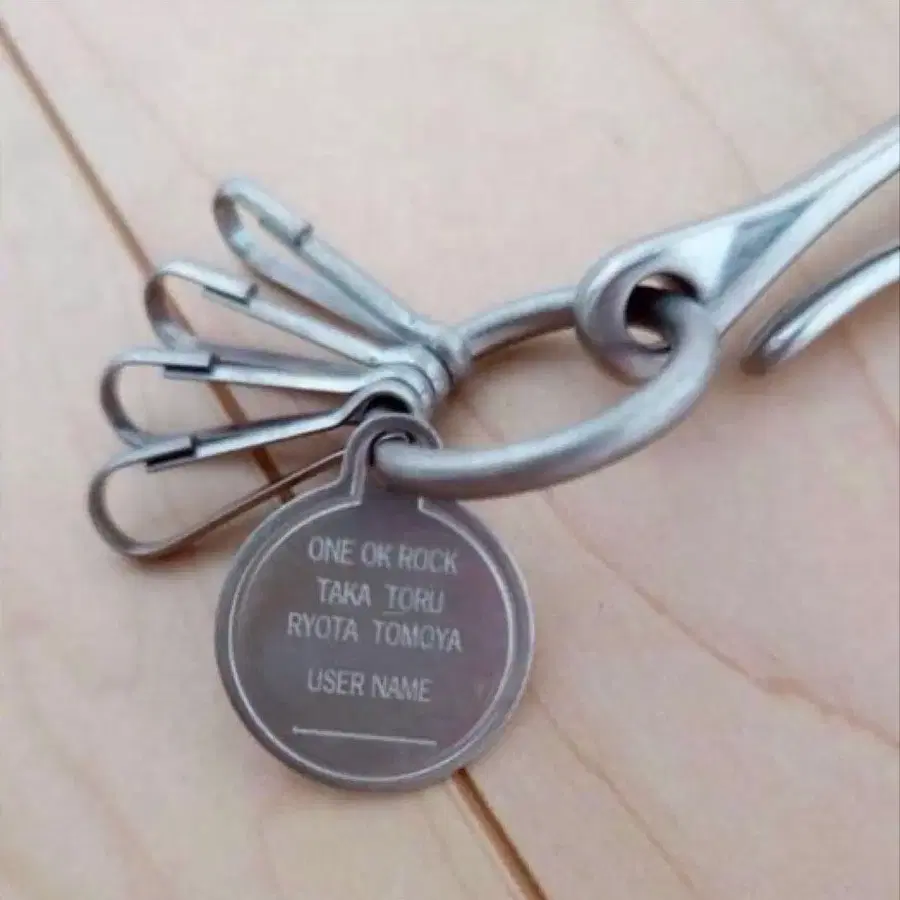 ONE OK ROCK
TAKA TORU
RYOTA TOMOYA
USER NAME